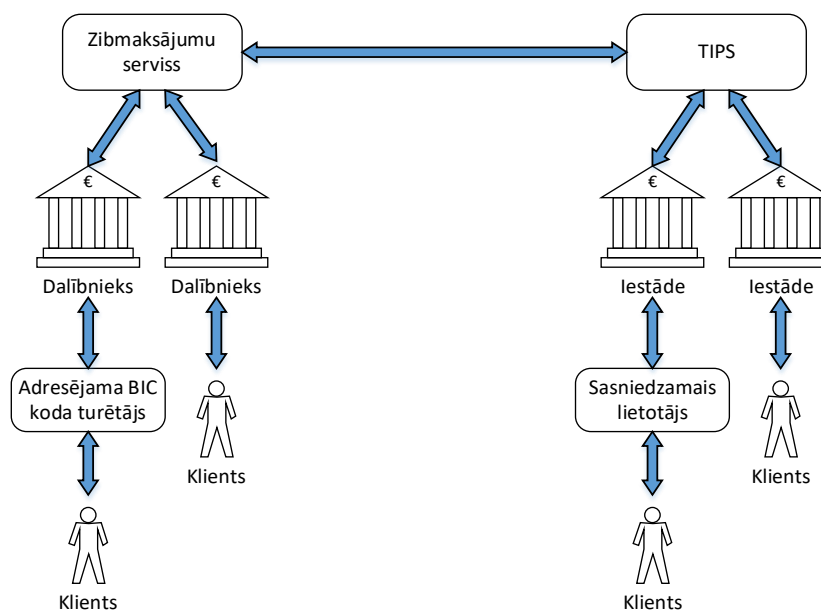 Zibmaksājumu
serviss
TIPS
€
€
€
€
Dalībnieks
Dalībnieks
Iestāde
Iestāde
Adresējama BIC
koda turētājs
Sasniedzamais
lietotājs
Klients
Klients
Klients
Klients